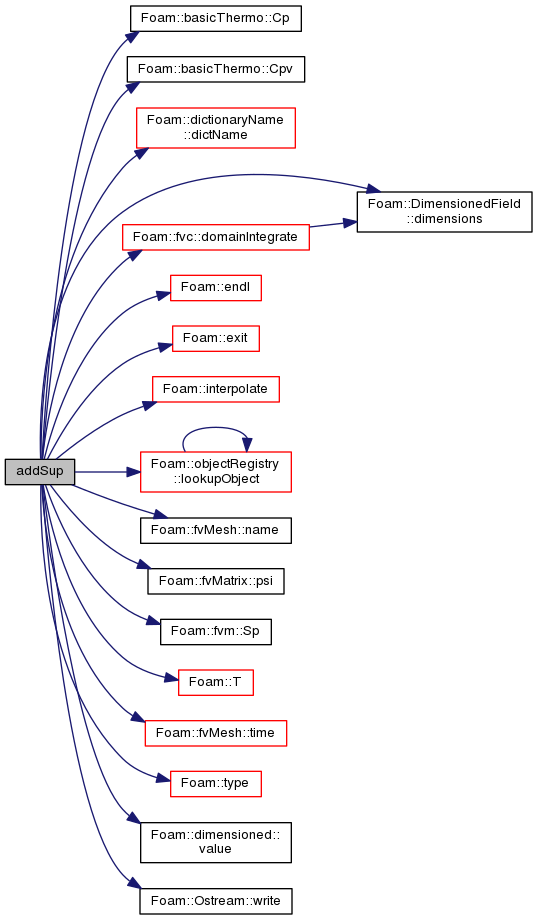 Foam::basicThermo::Cp
Foam::basicThermo::Cpv
Foam::dictionaryName
::dictName
Foam::DimensionedField
::dimensions
Foam::fvc::domainIntegrate
Foam::endl
Foam::exit
Foam::interpolate
addSup
Foam::objectRegistry
::lookupObject
Foam::fvMesh::name
Foam::fvMatrix::psi
Foam::fvm::Sp
Foam::T
Foam::fvMesh::time
Foam::type
Foam::dimensioned::
value
Foam::Ostream::write